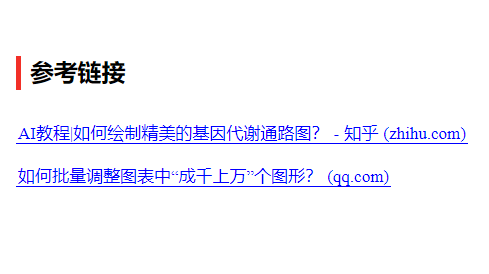 参考链接
AI教程|如何绘制精美的基因代谢通路图？ - 知乎 (zhihu.com)
如何批量调整图表中“成千上万”个图形？ (qq.com)